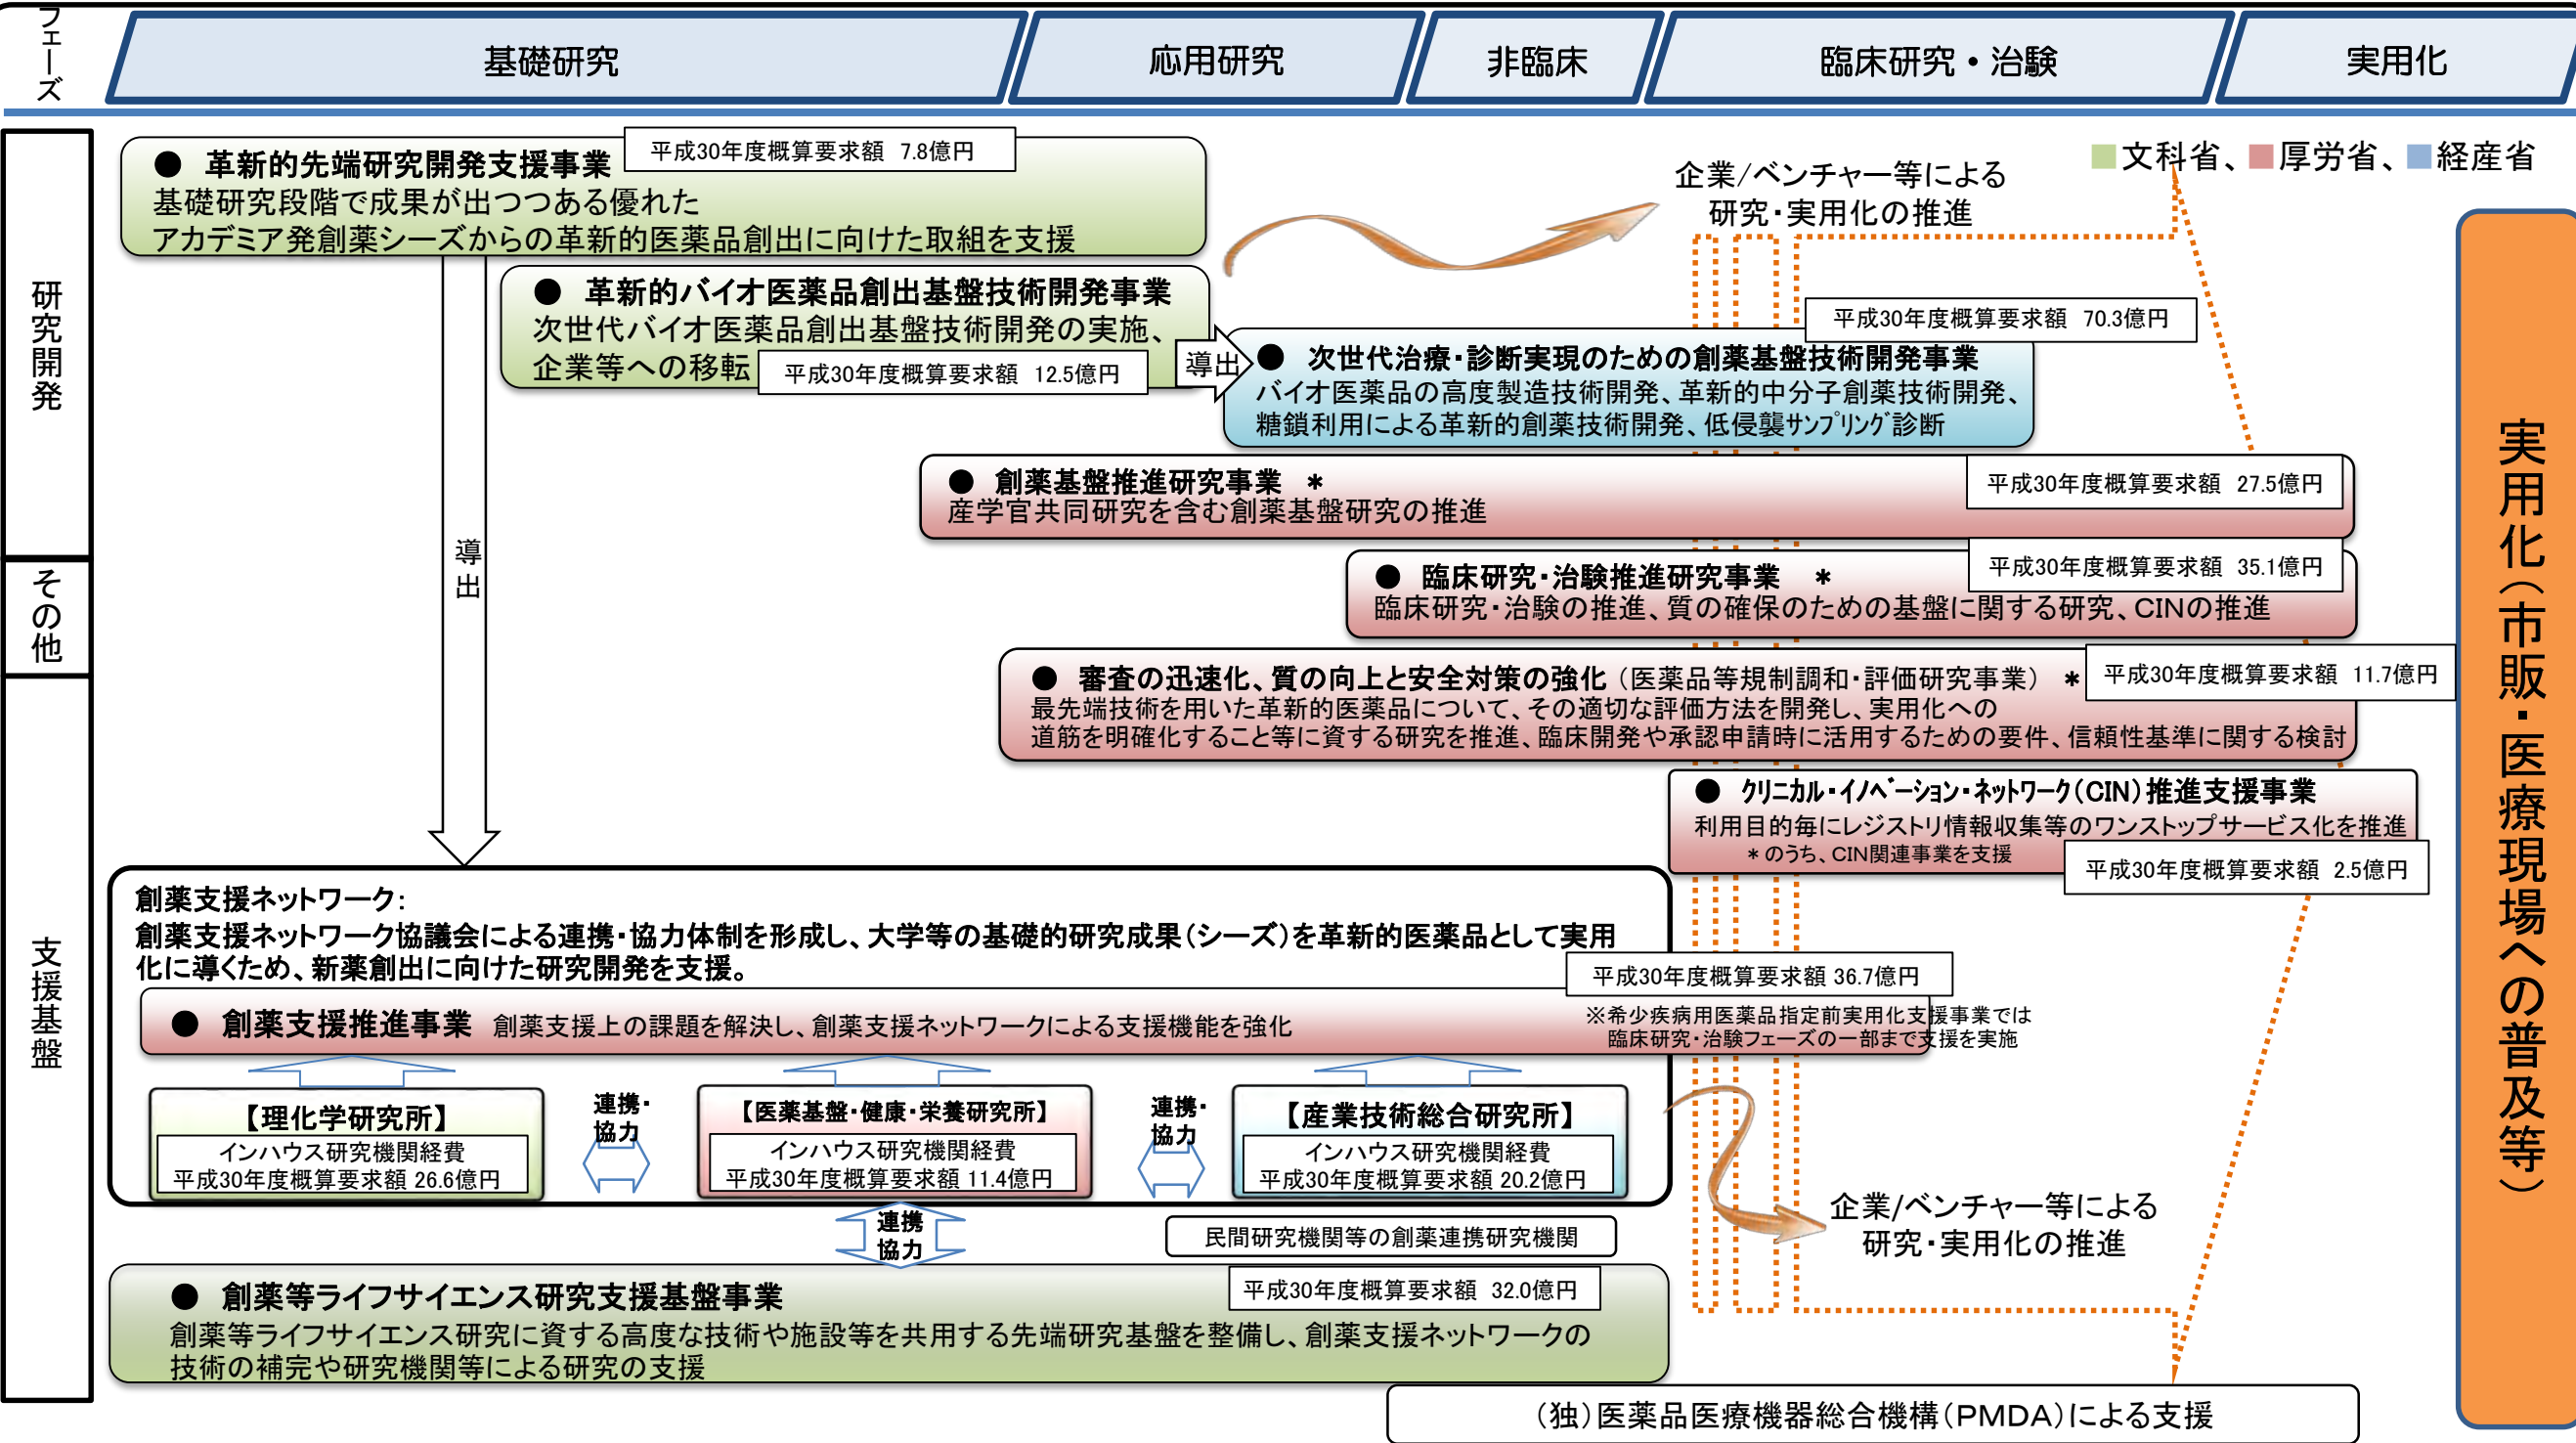 フェーズ
基礎研究
応用研究
非臨床
臨床研究・治験
実用化
研究開発
その他
支援基盤
■文科省、■厚労省、■経産省
● 革新的先端研究開発支援事業
平成30年度概算要求額 7.8億円
基礎研究段階で成果が出つつある優れた
アカデミア発創薬シーズからの革新的医薬品創出に向けた取組を支援
企業/ベンチャー等による
研究・実用化の推進
● 革新的バイオ医薬品創出基盤技術開発事業
次世代バイオ医薬品創出基盤技術開発の実施、
企業等への移転
平成30年度概算要求額 12.5億円
導出
平成30年度概算要求額 70.3億円
● 次世代治療・診断実現のための創薬基盤技術開発事業
バイオ医薬品の高度製造技術開発、革新的中分子創薬技術開発、
糖鎖利用による革新的創薬技術開発、低侵襲ｻﾝﾌﾟﾘﾝｸﾞ診断
● 創薬基盤推進研究事業 ＊
平成30年度概算要求額 27.5億円
産学官共同研究を含む創薬基盤研究の推進
導出
● 臨床研究・治験推進研究事業 ＊
平成30年度概算要求額 35.1億円
臨床研究・治験の推進、質の確保のための基盤に関する研究、CINの推進
● 審査の迅速化、質の向上と安全対策の強化（医薬品等規制調和・評価研究事業）＊
平成30年度概算要求額 11.7億円
最先端技術を用いた革新的医薬品について、その適切な評価方法を開発し、実用化への
道筋を明確化すること等に資する研究を推進、臨床開発や承認申請時に活用するための要件、信頼性基準に関する検討
● ｸﾘﾆｶﾙ・ｲﾉﾍﾞｰｼｮﾝ・ﾈｯﾄﾜｰｸ（CIN）推進支援事業
利用目的毎にレジストリ情報収集等のワンストップサービス化を推進
＊のうち、CIN関連事業を支援
平成30年度概算要求額 2.5億円
実用化（市販・医療現場への普及等）
創薬支援ネットワーク：
創薬支援ネットワーク協議会による連携・協力体制を形成し、大学等の基礎的研究成果（シーズ）を革新的医薬品として実用
化に導くため、新薬創出に向けた研究開発を支援。
平成30年度概算要求額 36.7億円
● 創薬支援推進事業 創薬支援上の課題を解決し、創薬支援ネットワークによる支援機能を強化
※希少疾病用医薬品指定前実用化支援事業では
臨床研究・治験フェーズの一部まで支援を実施
【理化学研究所】
インハウス研究機関経費
平成30年度概算要求額 26.6億円
連携・
協力
【医薬基盤・健康・栄養研究所】
インハウス研究機関経費
平成30年度概算要求額 11.4億円
連携・
協力
【産業技術総合研究所】
インハウス研究機関経費
平成30年度概算要求額 20.2億円
連携
協力
民間研究機関等の創薬連携研究機関
企業/ベンチャー等による
研究・実用化の推進
● 創薬等ライフサイエンス研究支援基盤事業
平成30年度概算要求額 32.0億円
創薬等ライフサイエンス研究に資する高度な技術や施設等を共用する先端研究基盤を整備し、創薬支援ネットワークの
技術の補完や研究機関等による研究の支援
（独）医薬品医療機器総合機構（PMDA）による支援